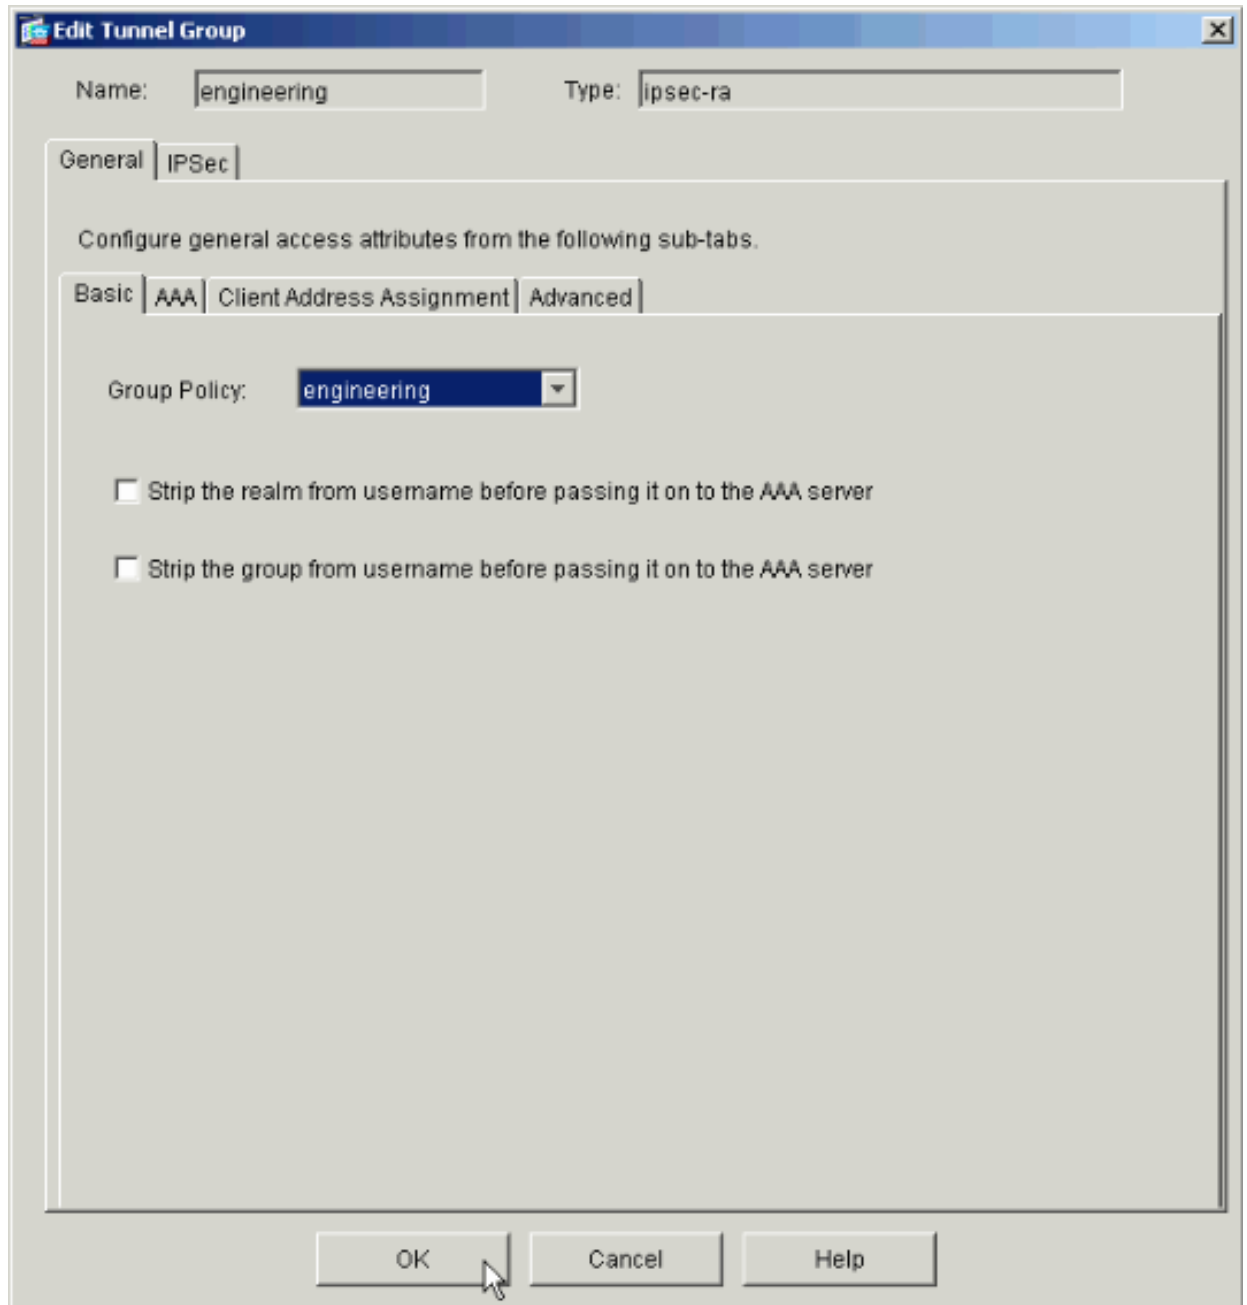 Edit Tunnel Group
Name: engineering Type: ipsec-ra
General IPSec
Configure general access attributes from the following sub-tabs.
Basic AAA Client Address Assignment Advanced
Group Policy: engineering
Strip the realm from username before passing it on to the AAA server
Strip the group from username before passing it on to the AAA server
OK Cancel Help